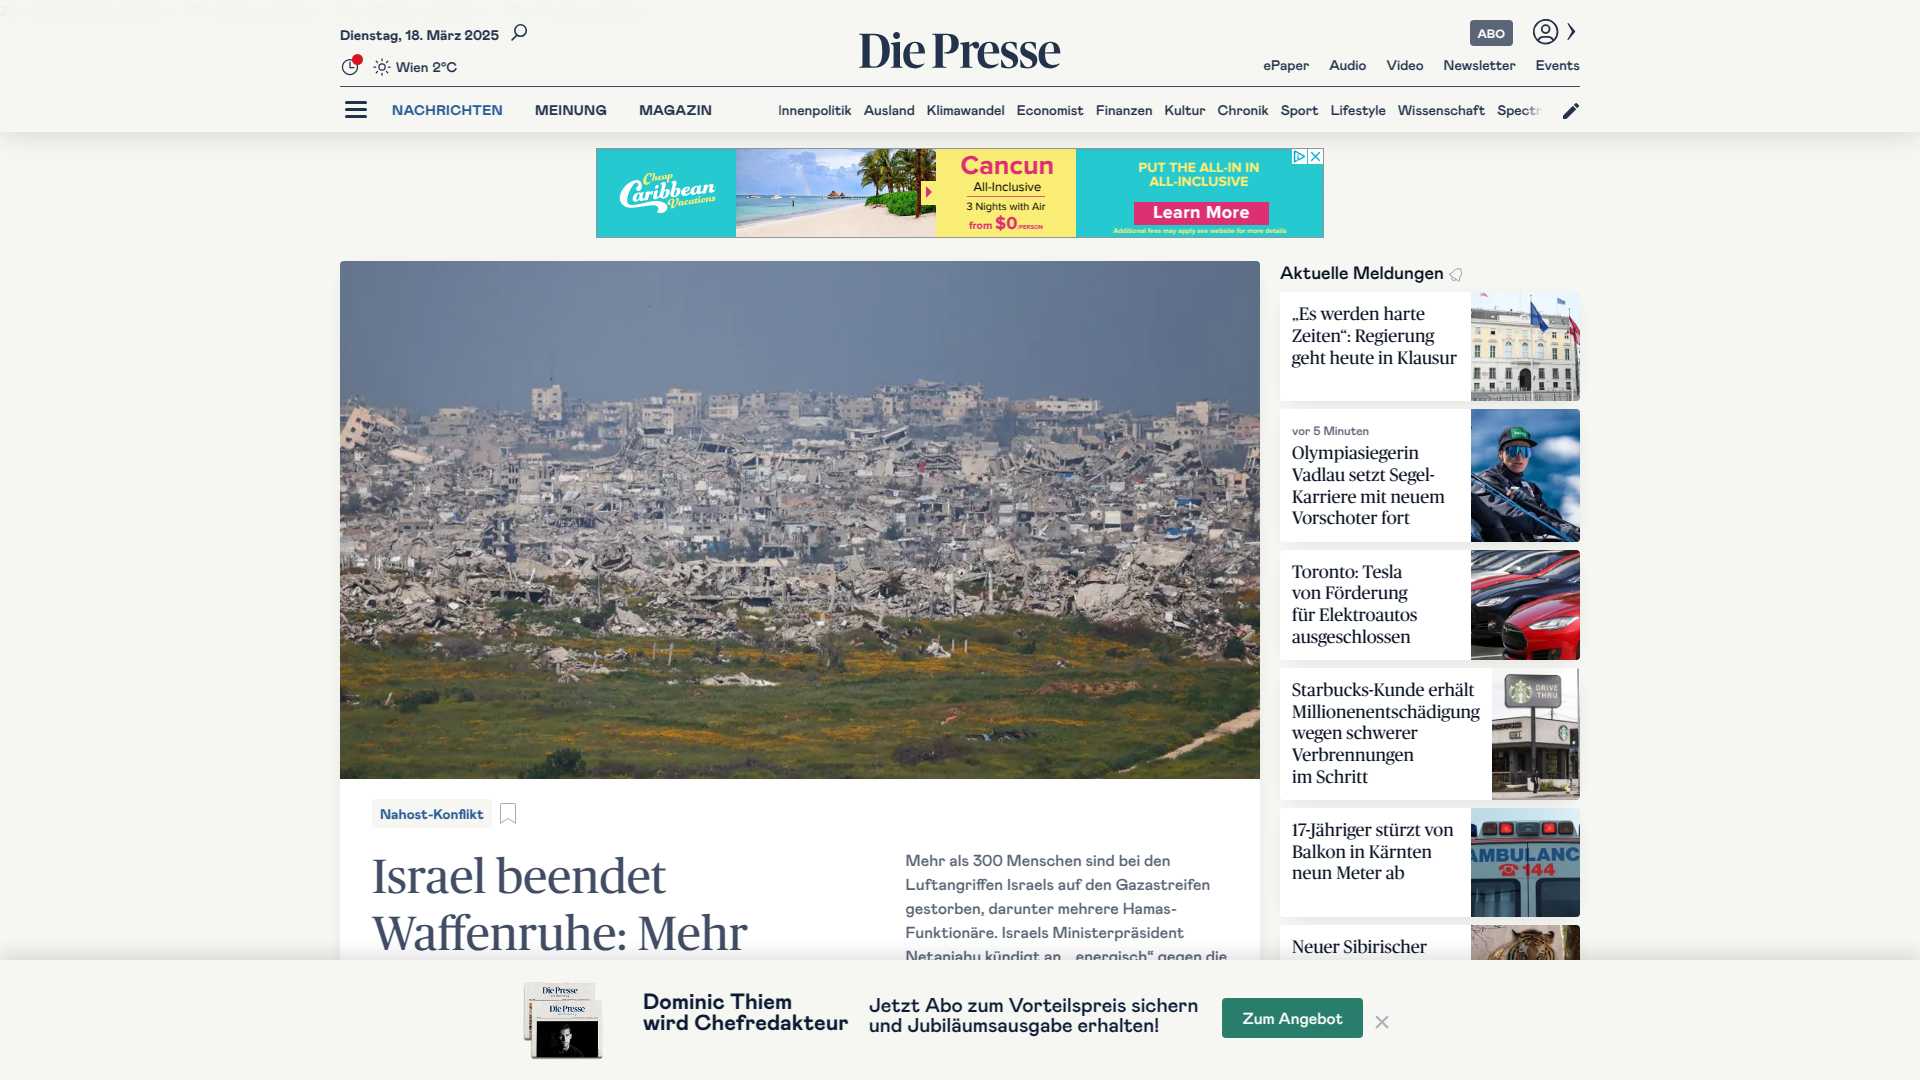 Dienstag, 18. März 2025
Wien 2°C
Die Presse
ABO
ePaper Audio Video Newsletter Events
NACHRICHTEN MEINUNG MAGAZIN Innenpolitik Ausland Klimawandel Economist Finanzen Kultur Chronik Sport Lifestyle Wissenschaft Spectr
Cheap
Caribbean
Vacations
Cancun
All-Inclusive
3 Nights with Air
from $0/PERSON
PUT THE ALL-IN IN
ALL-INCLUSIVE
Learn More
Additional fees may apply see website for more details
Nahost-Konflikt
Israel beendet
Waffenruhe: Mehr
Mehr als 300 Menschen sind bei den
Luftangriffen Israels auf den Gazastreifen
gestorben, darunter mehrere Hamas-
Funktionäre. Israels Ministerpräsident
Netanjahu kündigt an, „energisch“ gegen die
Aktuelle Meldungen
„Es werden harte
Zeiten“: Regierung
geht heute in Klausur
vor 5 Minuten
Olympiasiegerin
Vadlau setzt Segel-
Karriere mit neuem
Vorschoter fort
Toronto: Tesla
von Förderung
für Elektroautos
ausgeschlossen
Starbucks-Kunde erhält
Millionenentschädigung
wegen schwerer
Verbrennungen
im Schritt
DRIVE
THRU
17-Jähriger stürzt von
Balkon in Kärnten
neun Meter ab
AMBULANC
☎144
Neuer Sibirischer
Die Presse
Die Presse
Dominic Thiem
wird Chefredakteur
Jetzt Abo zum Vorteilspreis sichern
und Jubiläumsausgabe erhalten!
Zum Angebot